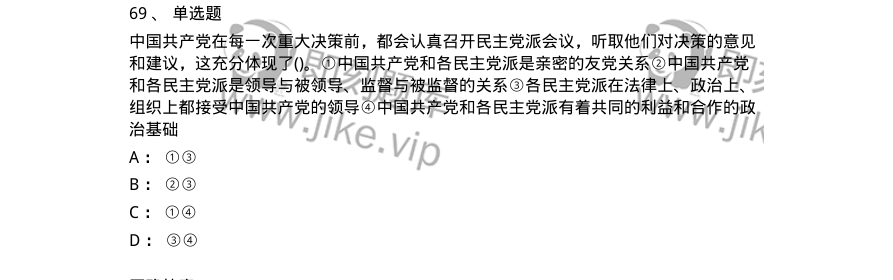 69 、 单选题
中国共产党在每一次重大决策前，都会认真召开民主党派会议，听取他们对决策的意见
和建议，这充分体现了()。①中国共产党和各民主党派是亲密的友党关系②中国共产党
和各民主党派是领导与被领导、监督与被监督的关系③各民主党派在法律上、政治上、
组织上都接受中国共产党的领导④中国共产党和各民主党派有着共同的利益和合作的政
治基础
A ： ①③
B ： ②③
C ： ①④
D ： ③④
即刻题库
www.jike.vip